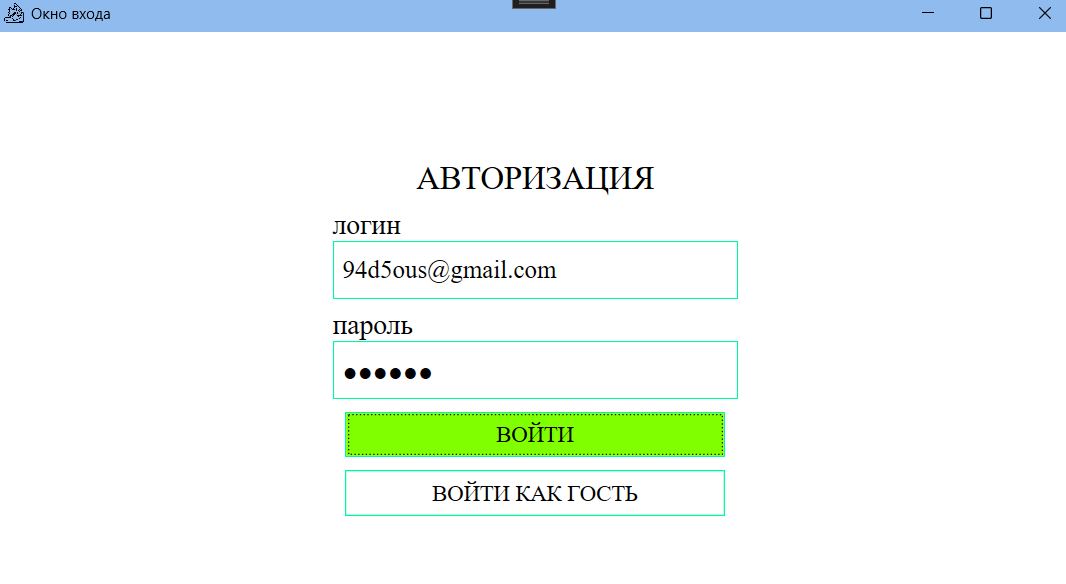 Окно входа
АВТОРИЗАЦИЯ
логин
94d5ous@gmail.com
пароль
●●●●●●
ВОЙТИ
ВОЙТИ КАК ГОСТЬ